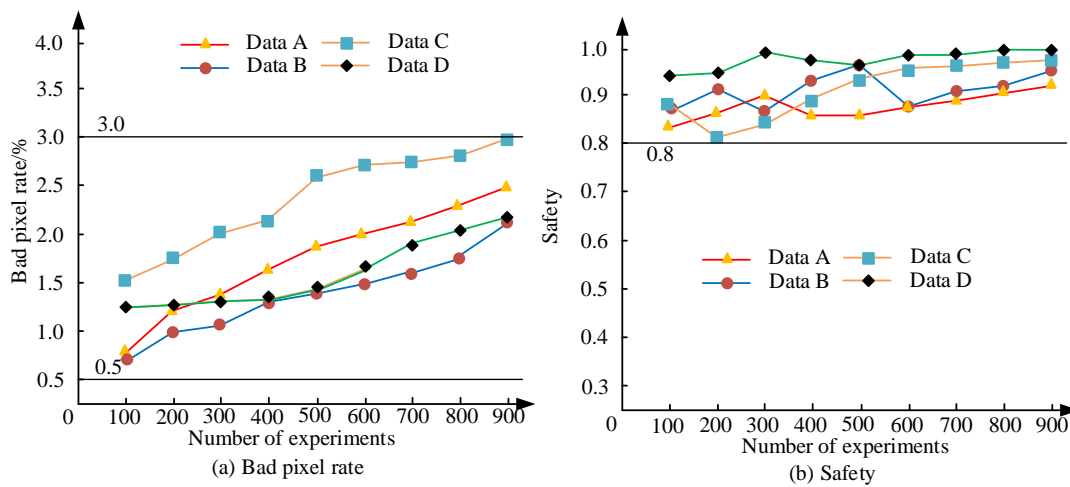 Data A
Data C
Data B
Data D
Bad pixel rate/%
4.0
3.5
3.0
2.5
2.0
1.5
1.0
0.5
0
3.0
0.5
100 200 300 400 500 600 700 800 900
Number of experiments
(a) Bad pixel rate
Safety
1.0
0.9
0.8
0.7
0.6
0.5
0.4
0.3
0
0.8
Data A
Data C
Data B
Data D
100 200 300 400 500 600 700 800 900
Number of experiments
(b) Safety